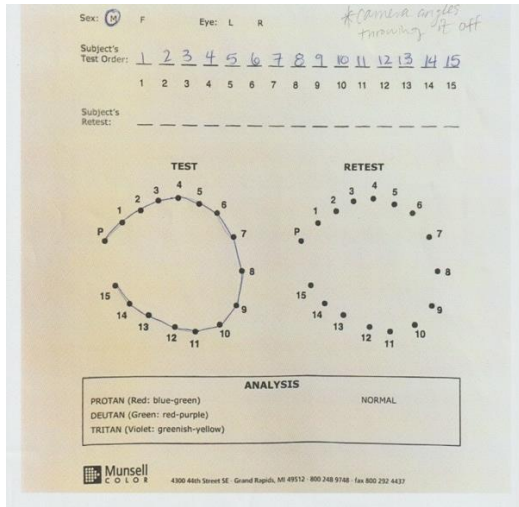 Sex: M F Eye: L R
*camera angles
throwing it off
Subject's
Test Order: 1 2 3 4 5 6 7 8 9 10 11 12 13 14 15
1 2 3 4 5 6 7 8 9 10 11 12 13 14 15
Subject's
Retest:
TEST
P 1 2 3 4 5 6 7 8 9 10 11 12 13 14 15
RETEST
P 1 2 3 4 5 6 7 8 9 10 11 12 13 14 15
ANALYSIS
PROTAN (Red: blue-green) NORMAL
DEUTAN (Green: red-purple)
TRITAN (Violet: greenish-yellow)
Munsell
COLOR
4300 44th Street SE - Grand Rapids, MI 49512 - 800 248 9748 - fax 800 292 4437